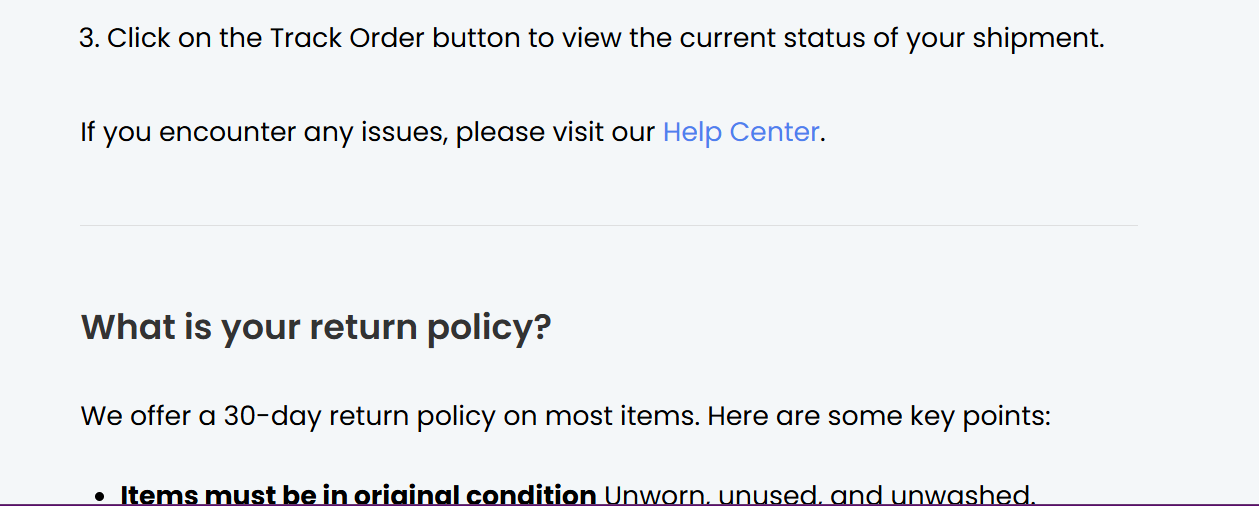 3. Click on the Track Order button to view the current status of your shipment.
If you encounter any issues, please visit our Help Center.
What is your return policy?
We offer a 30-day return policy on most items. Here are some key points:
• Items must be in original condition Unworn, unused, and unwashed.